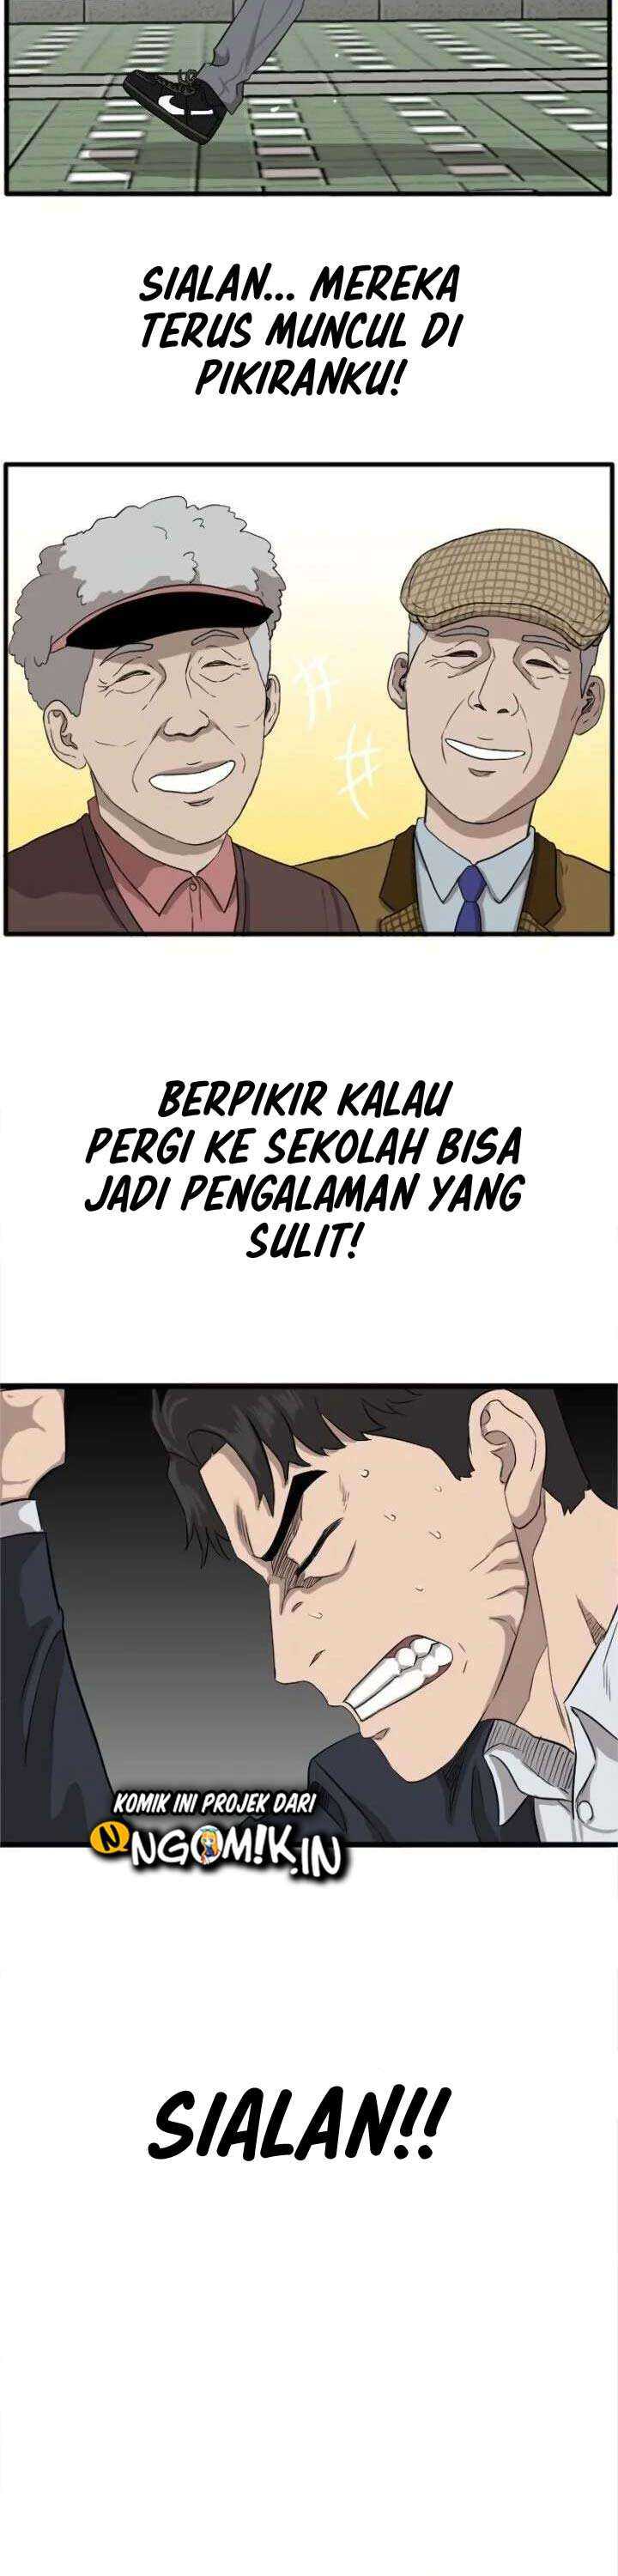 SIALAN... MEREKA
TERUS MUNCUL DI
PIKIRANKU!
BERPIKIR KALAU
PERGI KE SEKOLAH BISA
JADI PENGALAMAN YANG
SULIT!
KOMIK INI PROJEK DARI
N NGOM!K.IN
SIALAN!!